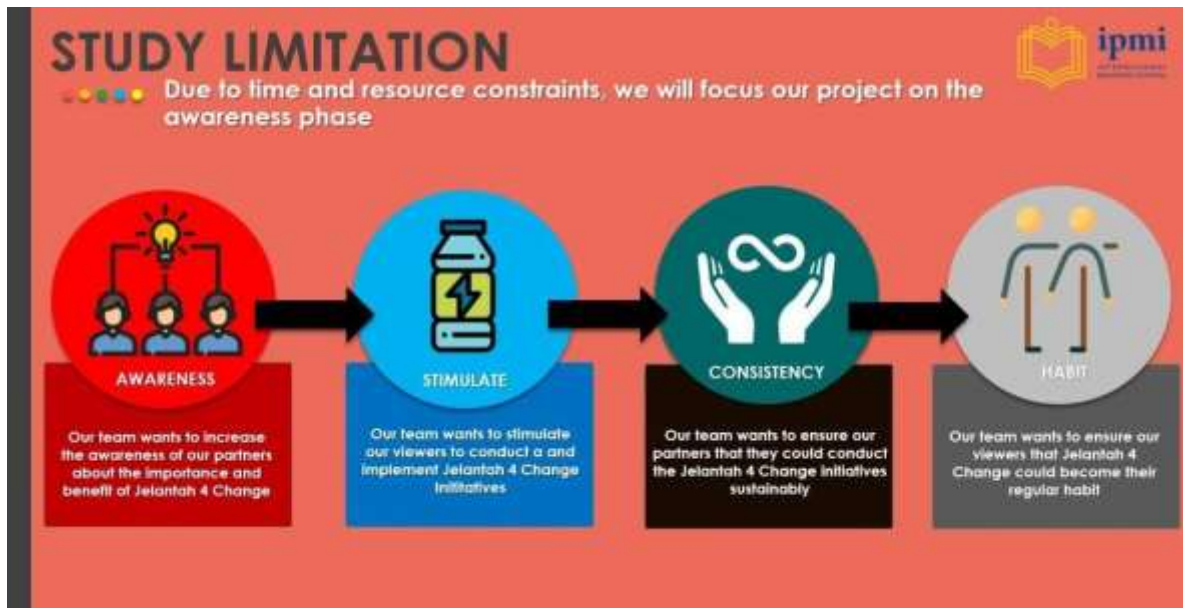 STUDY LIMITATION
ipmi
INTERNATIONAL
BUSINESS SCHOOL
Due to time and resource constraints, we will focus our project on the
awareness phase
AWARENESS
Our team wants to increase
the awareness of our partners
about the importance and
benefit of Jelantah 4 Change
STIMULATE
Our team wants to stimulate
our viewers to conduct a and
implement Jelantah 4 Change
Inititatives
CONSISTENCY
Our team wants to ensure our
partners that they could conduct
the Jelantah 4 Change initiatives
sustainably
HABIT
Our team wants to ensure our
viewers that Jelantah 4
Change could become their
regular habit